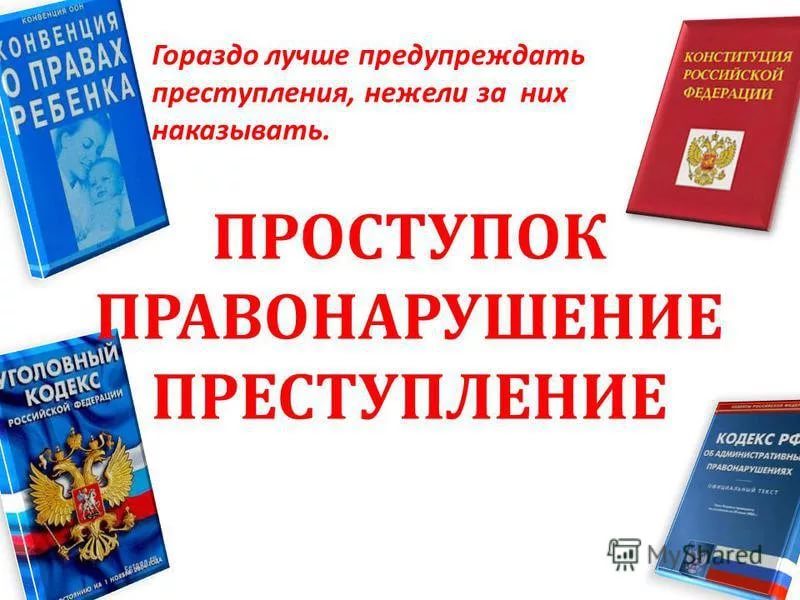 КОНВЕНЦИЯ ООН
КОНВЕНЦИЯ
О ПРАВАХ
РЕБЕНКА
Гораздо лучше предупреждать
преступления, нежели за них
наказывать.
КОНСТИТУЦИЯ
РОССИЙСКОЙ
ФЕДЕРАЦИИ
ПРОСТУПОК
ПРАВОНАРУШЕНИЕ
ПРЕСТУПЛЕНИЕ
УГОЛОВНЫЙ
КОДЕКС
РОССИЙСКОЙ ФЕДЕРАЦИИ
КОДЕКС РФ
ОБ АДМИНИСТРАТИВНЫХ
ПРАВОНАРУШЕНИЯХ
ОФИЦИАЛЬНЫЙ ТЕКСТ
MyShared